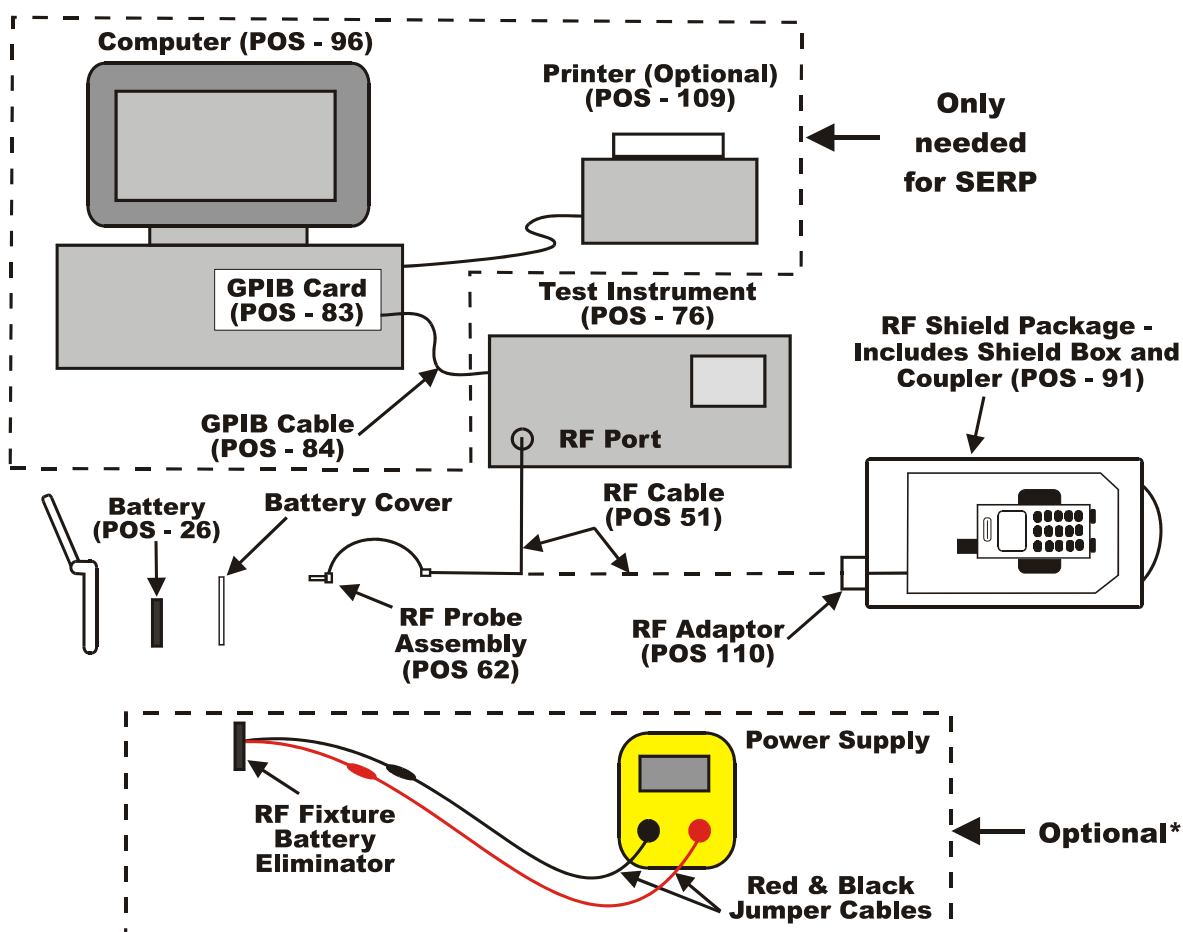 Computer (POS - 96)
Printer (Optional)
(POS - 109)
Only
needed
for SERP
GPIB Card
(POS - 83)
Test Instrument
(POS - 76)
RF Shield Package -
Includes Shield Box and
Coupler (POS - 91)
GPIB Cable
(POS - 84)
RF Port
Battery
(POS - 26)
Battery Cover
RF Cable
(POS 51)
RF Probe
Assembly
(POS 62)
RF Adaptor
(POS 110)
Power Supply
RF Fixture
Battery
Eliminator
Optional*
Red & Black
Jumper Cables